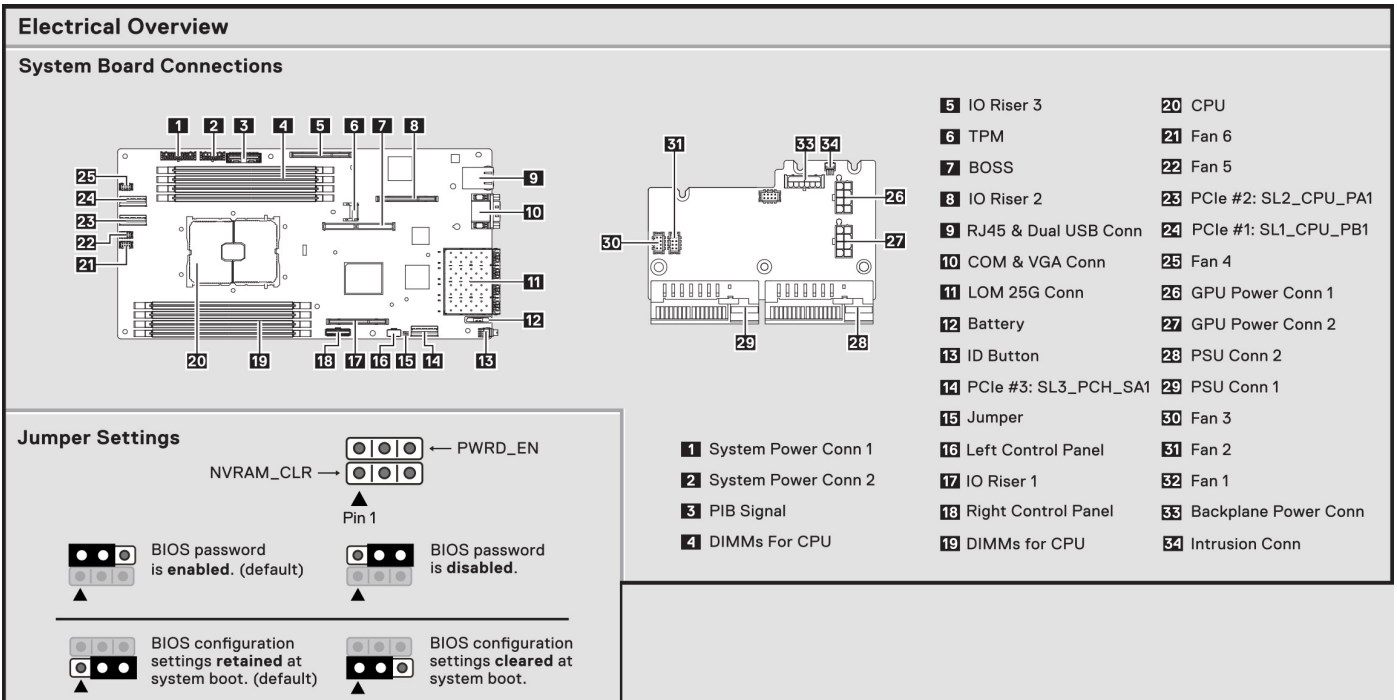 Electrical Overview
System Board Connections
1 2 3 4 5 6 7 8
25 24 23 22 21
9 10 11 12 13
20 19 18 17 16 15 14
31 33 34
26
30 27
29 28
1 System Power Conn 1
2 System Power Conn 2
3 PIB Signal
4 DIMMs For CPU
5 IO Riser 3
6 TPM
7 BOSS
8 IO Riser 2
9 RJ45 & Dual USB Conn
10 COM & VGA Conn
11 LOM 25G Conn
12 Battery
13 ID Button
14 PCIe #3: SL3_PCH_SA1
15 Jumper
16 Left Control Panel
17 IO Riser 1
18 Right Control Panel
19 DIMMs for CPU
20 CPU
21 Fan 6
22 Fan 5
23 PCIe #2: SL2_CPU_PA1
24 PCIe #1: SL1_CPU_PB1
25 Fan 4
26 GPU Power Conn 1
27 GPU Power Conn 2
28 PSU Conn 2
29 PSU Conn 1
30 Fan 3
31 Fan 2
32 Fan 1
33 Backplane Power Conn
34 Intrusion Conn
Jumper Settings
PWRD_EN
NVRAM_CLR
Pin 1
BIOS password
is enabled. (default)
BIOS password
is disabled.
BIOS configuration
settings retained at
system boot. (default)
BIOS configuration
settings cleared at
system boot.